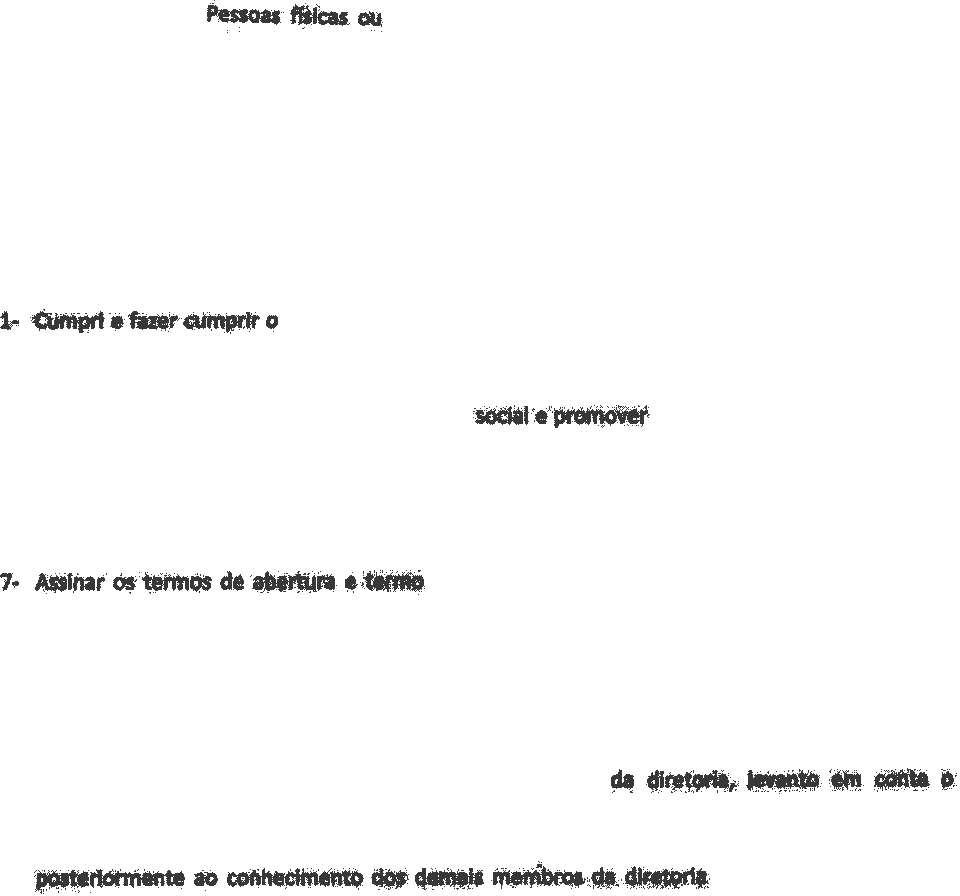 Pessoas físicas ou
1- Cumpri e fazer cumprir o
social e promover
7- Assinar os termos de abertura e termo
da diretoria, levanto em conta o
posteriormente ao conhecimento dos demais membros da diretoria